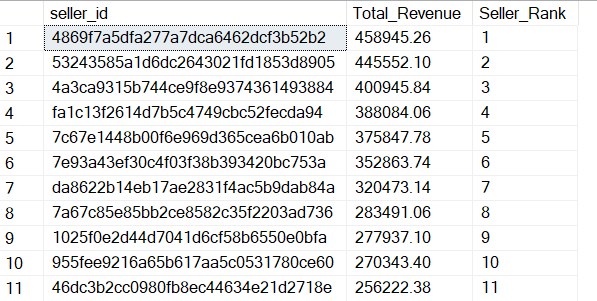 seller_id Total_Revenue Seller_Rank
1 4869f7a5dfa277a7dca6462dcf3b52b2 458945.26 1
2 53243585a1d6dc2643021fd1853d8905 445552.10 2
3 4a3ca9315b744ce9f8e9374361493884 400945.84 3
4 fa1c13f2614d7b5c4749cbc52fecda94 388084.06 4
5 7c67e1448b00f6e969d365cea6b010ab 375847.78 5
6 7e93a43ef30c4f03f38b393420bc753a 352863.74 6
7 da8622b14eb17ae2831f4ac5b9dab84a 320473.14 7
8 7a67c85e85bb2ce8582c35f2203ad736 283491.06 8
9 1025f0e2d44d7041d6cf58b6550e0bfa 277937.10 9
10 955fee9216a65b617aa5c0531780ce60 270343.40 10
11 46dc3b2cc0980fb8ec44634e21d2718e 256222.38 11